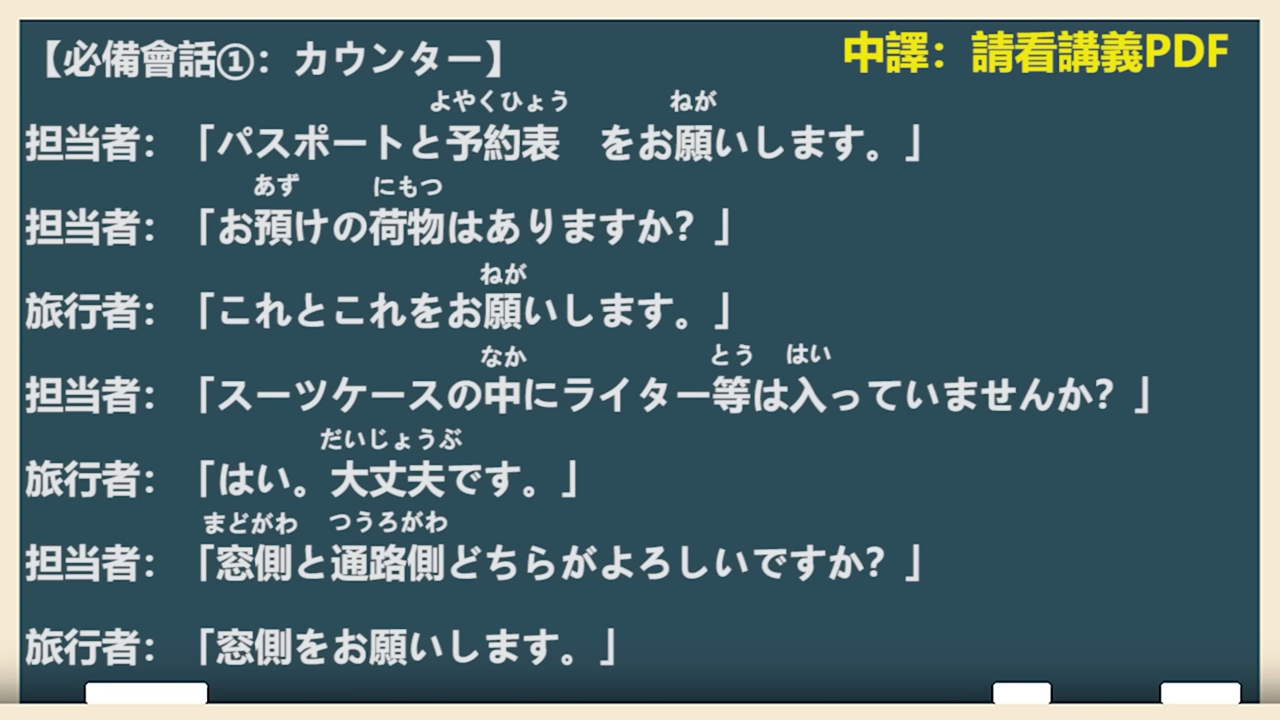 【必備會話①：カウンター】
中譯：請看講義PDF
よやくひょう ねが
担当者：「パスポートと予約表　をお願いします。」
あず にもつ
担当者：「お預けの荷物はありますか？」
ねが
旅行者：「これとこれをお願いします。」
なか とう はい
担当者：「スーツケースの中にライター等は入っていませんか？」
だいじょうぶ
旅行者：「はい。大丈夫です。」
まどがわ つうろがわ
担当者：「窓側と通路側どちらがよろしいですか？」
旅行者：「窓側をお願いします。」